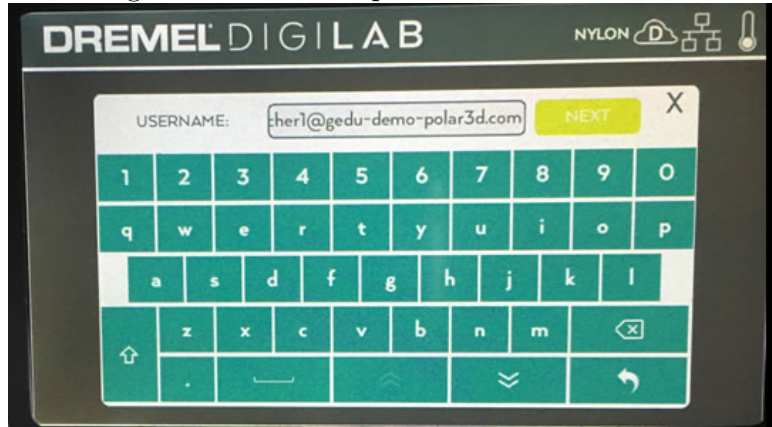 DREMEL DIGILAB NYLON D
USERNAME: cher1@gedu-demo-polar3d.com NEXT X
1 2 3 4 5 6 7 8 9 0
q w e r t y u i o p
a s d f g h j k l
z x c v b n m
.